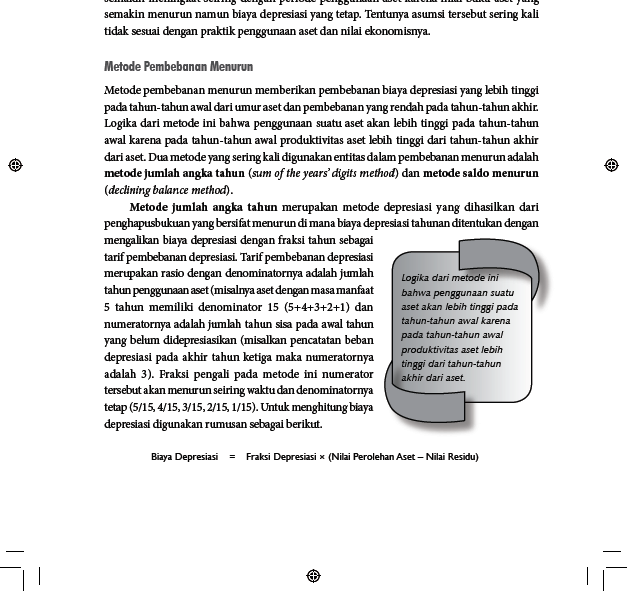 semakin meningkat seiring dengan periode penggunaan aset karena nilai buku aset yang
semakin menurun namun biaya depresiasi yang tetap. Tentunya asumsi tersebut sering kali
tidak sesuai dengan praktik penggunaan aset dan nilai ekonomisnya.
Metode Pembebanan Menurun
Metode pembebanan menurun memberikan pembebanan biaya depresiasi yang lebih tinggi
pada tahun-tahun awal dari umur aset dan pembebanan yang rendah pada tahun-tahun akhir.
Logika dari metode ini bahwa penggunaan suatu aset akan lebih tinggi pada tahun-tahun
awal karena pada tahun-tahun awal produktivitas aset lebih tinggi dari tahun-tahun akhir
dari aset. Dua metode yang sering kali digunakan entitas dalam pembebanan menurun adalah
metode jumlah angka tahun (sum of the years' digits method) dan metode saldo menurun
(declining balance method).
Metode jumlah angka tahun merupakan metode depresiasi yang dihasilkan dari
penghapusbukuan yang bersifat menurun di mana biaya depresiasi tahunan ditentukan dengan
mengalikan biaya depresiasi dengan fraksi tahun sebagai
tarif pembebanan depresiasi. Tarif pembebanan depresiasi
merupakan rasio dengan denominatornya adalah jumlah
tahun penggunaan aset (misalnya aset dengan masa manfaat
5 tahun memiliki denominator 15 (5+4+3+2+1) dan
numeratornya adalah jumlah tahun sisa pada awal tahun
yang belum didepresiasikan (misalkan pencatatan beban
depresiasi pada akhir tahun ketiga maka numeratornya
adalah 3). Fraksi pengali pada metode ini numerator
tersebut akan menurun seiring waktu dan denominatornya
tetap (5/15, 4/15, 3/15, 2/15, 1/15). Untuk menghitung biaya
depresiasi digunakan rumusan sebagai berikut.
Logika dari metode ini
bahwa penggunaan suatu
aset akan lebih tinggi pada
tahun-tahun awal karena
pada tahun-tahun awal
produktivitas aset lebih
tinggi dari tahun-tahun
akhir dari aset.
Biaya Depresiasi = Fraksi Depresiasi × (Nilai Perolehan Aset – Nilai Residu)